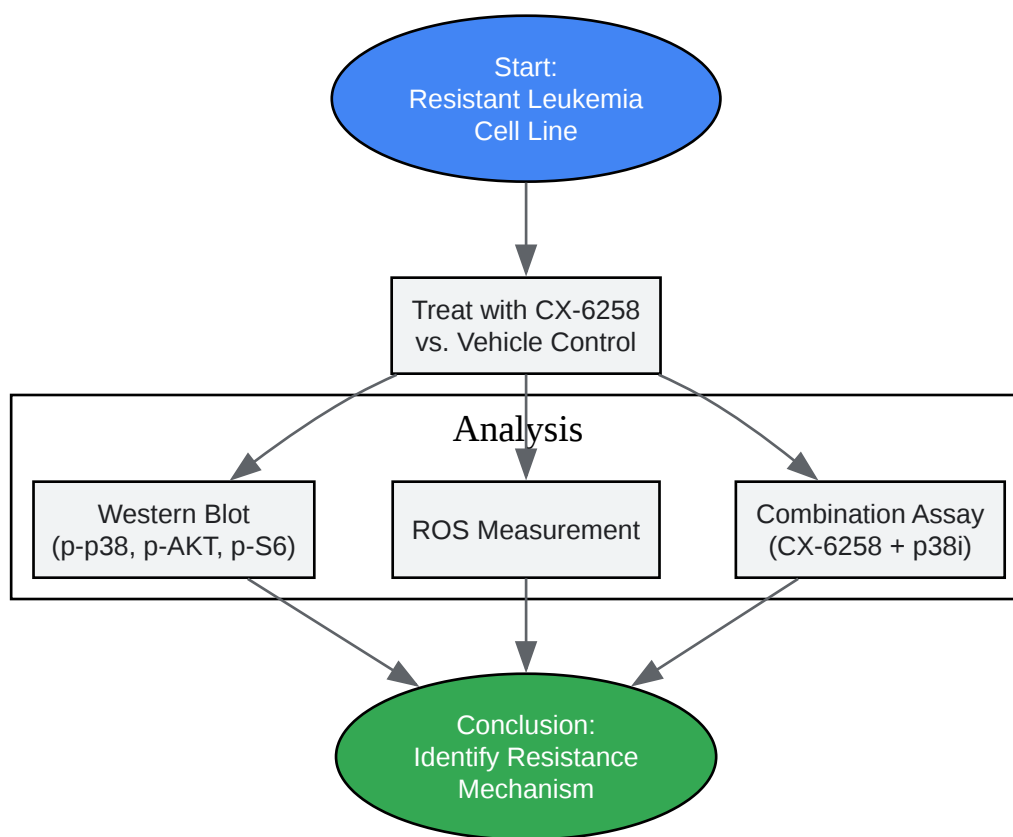 Start:
Resistant Leukemia
Cell Line
Treat with CX-6258
vs. Vehicle Control
Analysis
Western Blot
(p-p38, p-AKT, p-S6)
ROS Measurement
Combination Assay
(CX-6258 + p38i)
Conclusion:
Identify Resistance
Mechanism